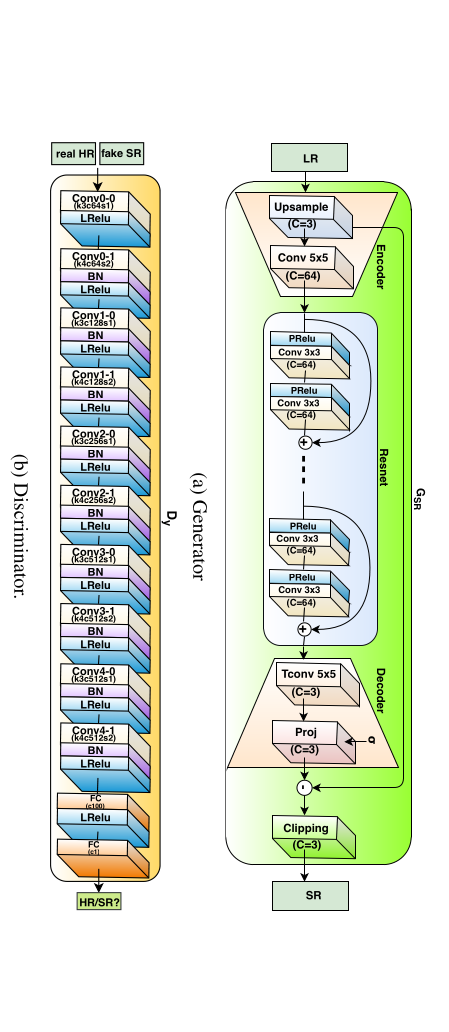 G_SR
LR
Encoder
Upsample
(C=3)
Conv 5x5
(C=64)
Resnet
PRelu
Conv 3x3
(C=64)
PRelu
Conv 3x3
(C=64)
+
PRelu
Conv 3x3
(C=64)
PRelu
Conv 3x3
(C=64)
+
Decoder
Tconv 5x5
(C=3)
Proj
(C=3)
σ
-
Clipping
(C=3)
SR
(a) Generator
D_y
real HR
fake SR
Conv0-0
(k3c64s1)
LRelu
Conv0-1
(k4c64s2)
BN
LRelu
Conv1-0
(k3c128s1)
BN
LRelu
Conv1-1
(k4c128s2)
BN
LRelu
Conv2-0
(k3c256s1)
BN
LRelu
Conv2-1
(k4c256s2)
BN
LRelu
Conv3-0
(k3c512s1)
BN
LRelu
Conv3-1
(k4c512s2)
BN
LRelu
Conv4-0
(k3c512s1)
BN
LRelu
Conv4-1
(k4c512s2)
BN
LRelu
FC
(c100)
LRelu
FC
(c1)
HR/SR?
(b) Discriminator.